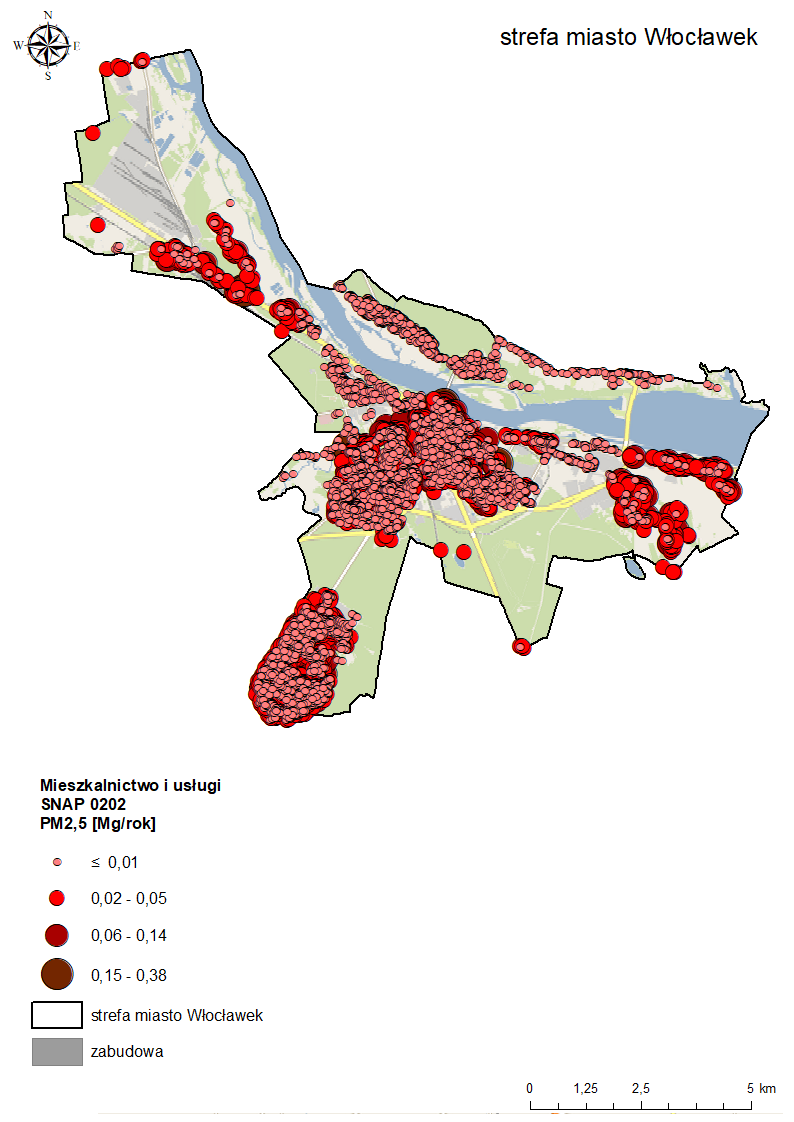 N
W E
S
strefa miasto Włocławek
Mieszkalnictwo i usługi
SNAP 0202
PM2,5 [Mg/rok]
≤ 0,01
0,02 - 0,05
0,06 - 0,14
0,15 - 0,38
strefa miasto Włocławek
zabudowa
0 1,25 2,5 5 km